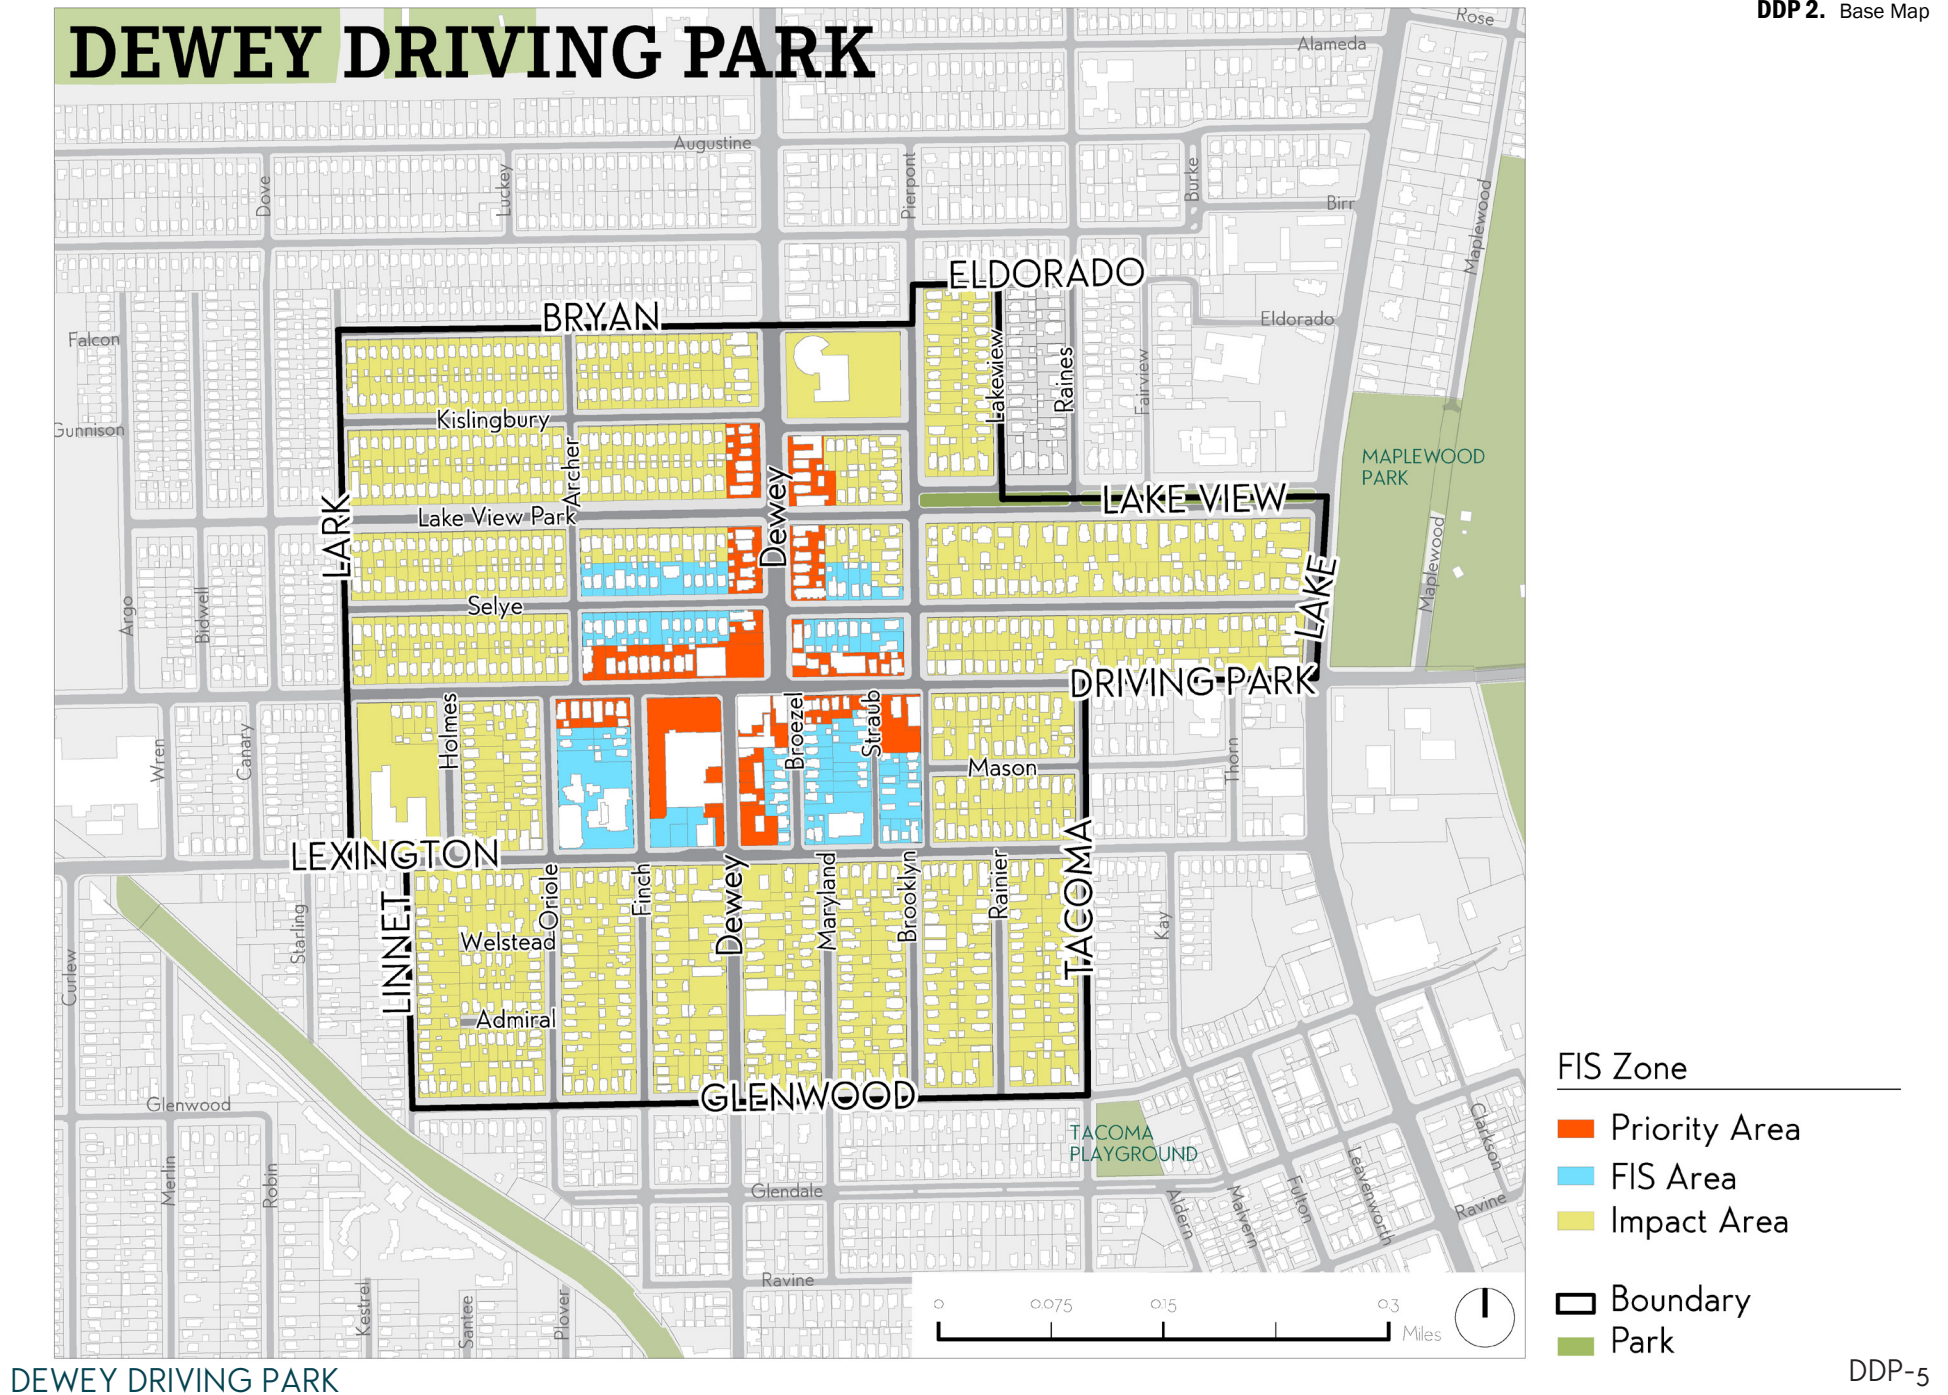 DDP 2. Base Map
DEWEY DRIVING PARK
Rose
Alameda
Augustine
Dove
Luckey
Pierpont
Burke
Birr
Maplewood
ELDORADO
BRYAN
Falcon
Eldorado
Lakeview
Raines
Fairview
Kislingbury
Gunnison
Archer
Dewey
MAPLEWOOD
PARK
LARK
Lake View Park
LAKE VIEW
Maplewood
LAKE
Argo
Bidwell
Selye
DRIVING PARK
Wren
Canary
Holmes
Broezel
Straub
Mason
Thorn
LEXINGTON
LINNET
Oriole
Finch
Dewey
Maryland
Brooklyn
Rainier
TACOMA
Kay
Curlew
Starling
Welstead
Admiral
GLENWOOD
Glenwood
TACOMA
PLAYGROUND
Merlin
Robin
Glendale
Aldern
Malvern
Fulton
Leavenworth
Clarkson
Ravine
Ravine
Kestrel
Santee
Plover
0 0.075 0.15 0.3
Miles
FIS Zone
Priority Area
FIS Area
Impact Area
Boundary
Park
DEWEY DRIVING PARK
DDP-5